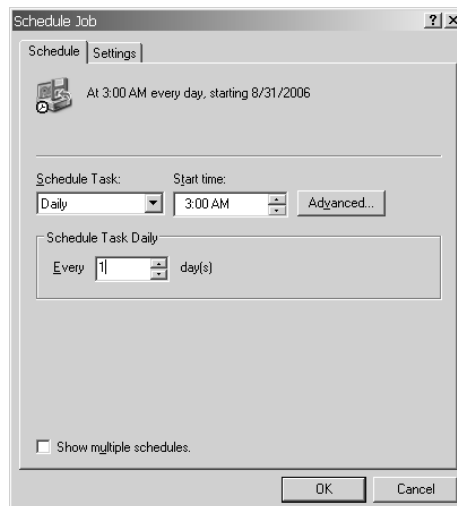 Schedule Job
Schedule Settings
At 3:00 AM every day, starting 8/31/2006
Schedule Task: Start time:
Daily 3:00 AM Advanced...
Schedule Task Daily
Every 1 day(s)
Show multiple schedules.
OK Cancel